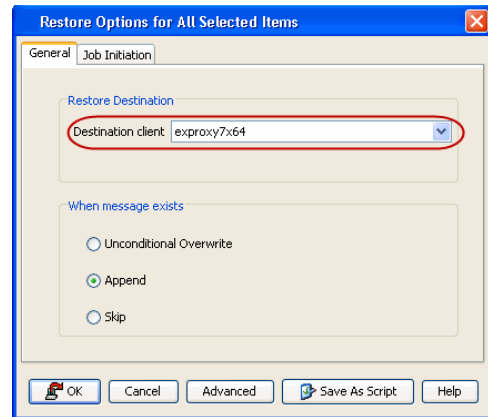 Restore Options for All Selected Items
General Job Initiation
Restore Destination
Destination client exproxy7x64
When message exists
Unconditional Overwrite
Append
Skip
OK Cancel Advanced Save As Script Help